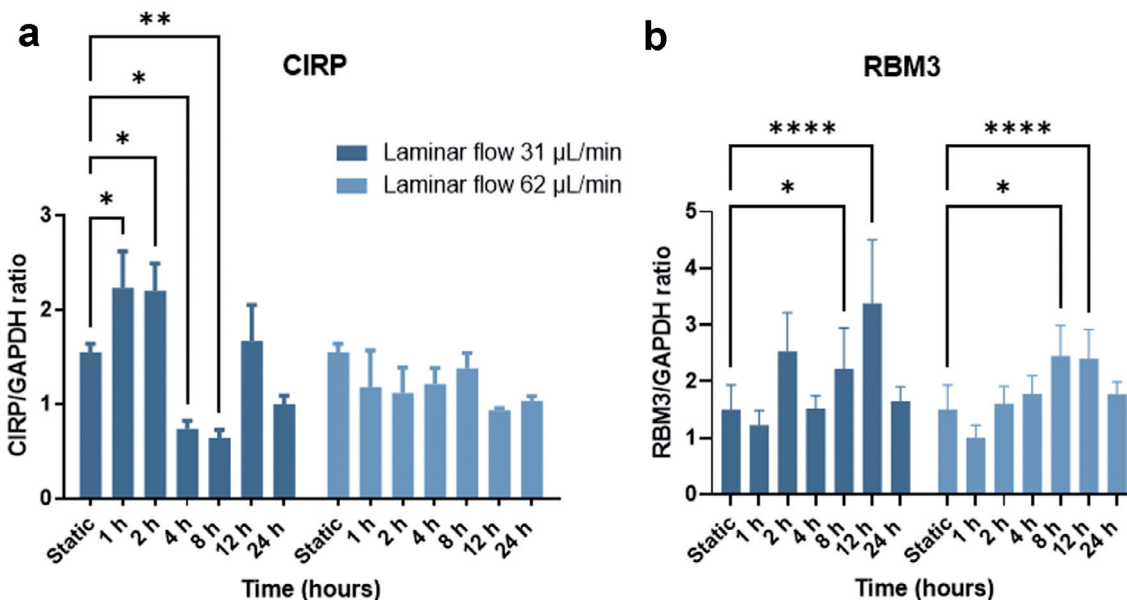 a
CIRP
**
*
*
*
Laminar flow 31 µL/min
Laminar flow 62 µL/min
CIRP/GAPDH ratio
3
2
1
0
Static 1 h 2 h 4 h 8 h 12 h 24 h Static 1 h 2 h 4 h 8 h 12 h 24 h
Time (hours)
b
RBM3
**** ****
* *
RBM3/GAPDH ratio
5
4
3
2
1
0
Static 1 h 2 h 4 h 8 h 12 h 24 h Static 1 h 2 h 4 h 8 h 12 h 24 h
Time (hours)